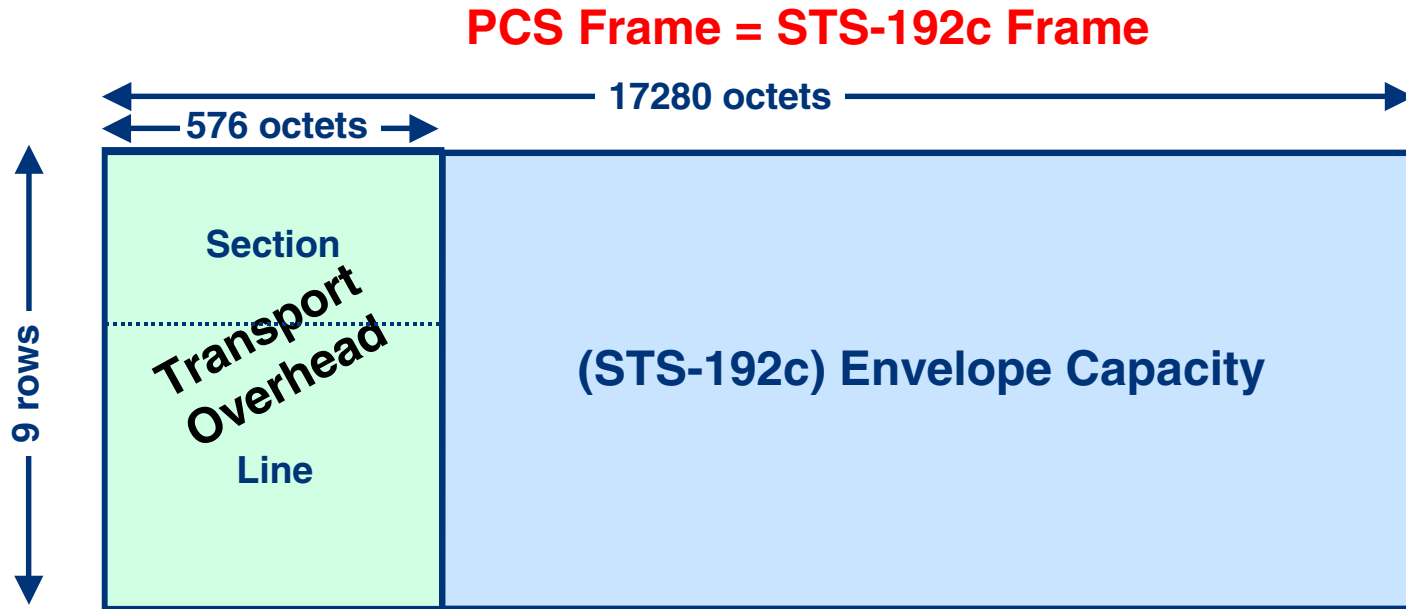 PCS Frame = STS-192c Frame
17280 octets
576 octets
9 rows
Section
Transport
Overhead
Line
(STS-192c) Envelope Capacity